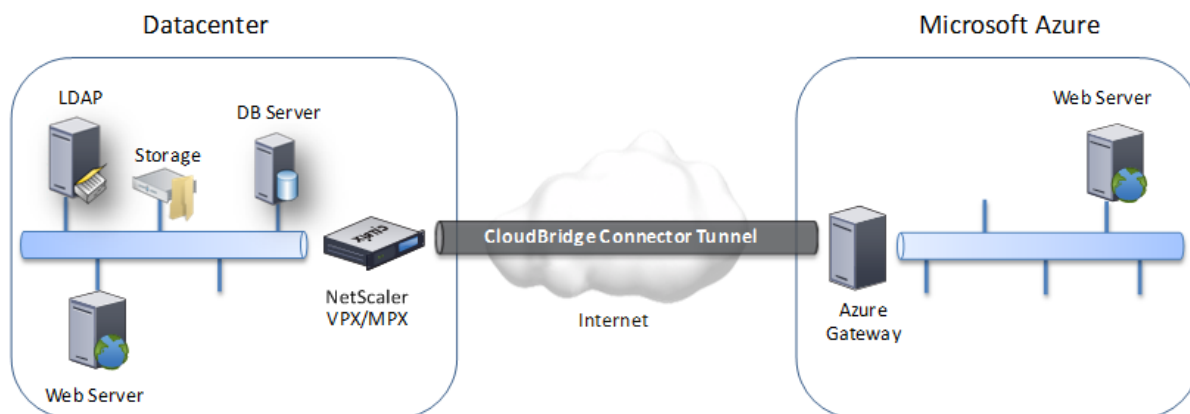 Datacenter
Microsoft Azure
LDAP
DB Server
Storage
Web Server
citrix
CloudBridge Connector Tunnel
NetScaler
VPX/MPX
Internet
Azure
Gateway
Web Server